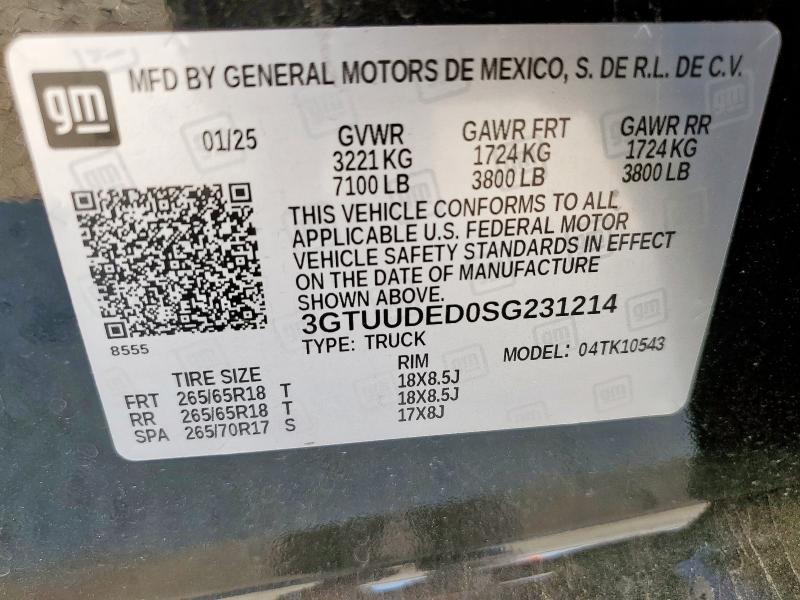 gm
MFD BY GENERAL MOTORS DE MEXICO, S. DE R.L. DE C.V.
01/25
GVWR GAWR FRT GAWR RR
3221 KG 1724 KG 1724 KG
7100 LB 3800 LB 3800 LB
THIS VEHICLE CONFORMS TO ALL
APPLICABLE U.S. FEDERAL MOTOR
VEHICLE SAFETY STANDARDS IN EFFECT
ON THE DATE OF MANUFACTURE
SHOWN ABOVE.
3GTUUDED0SG231214
8555
TYPE: TRUCK MODEL: 04TK10543
TIRE SIZE RIM
FRT 265/65R18 T 18X8.5J
RR 265/65R18 T 18X8.5J
SPA 265/70R17 S 17X8J